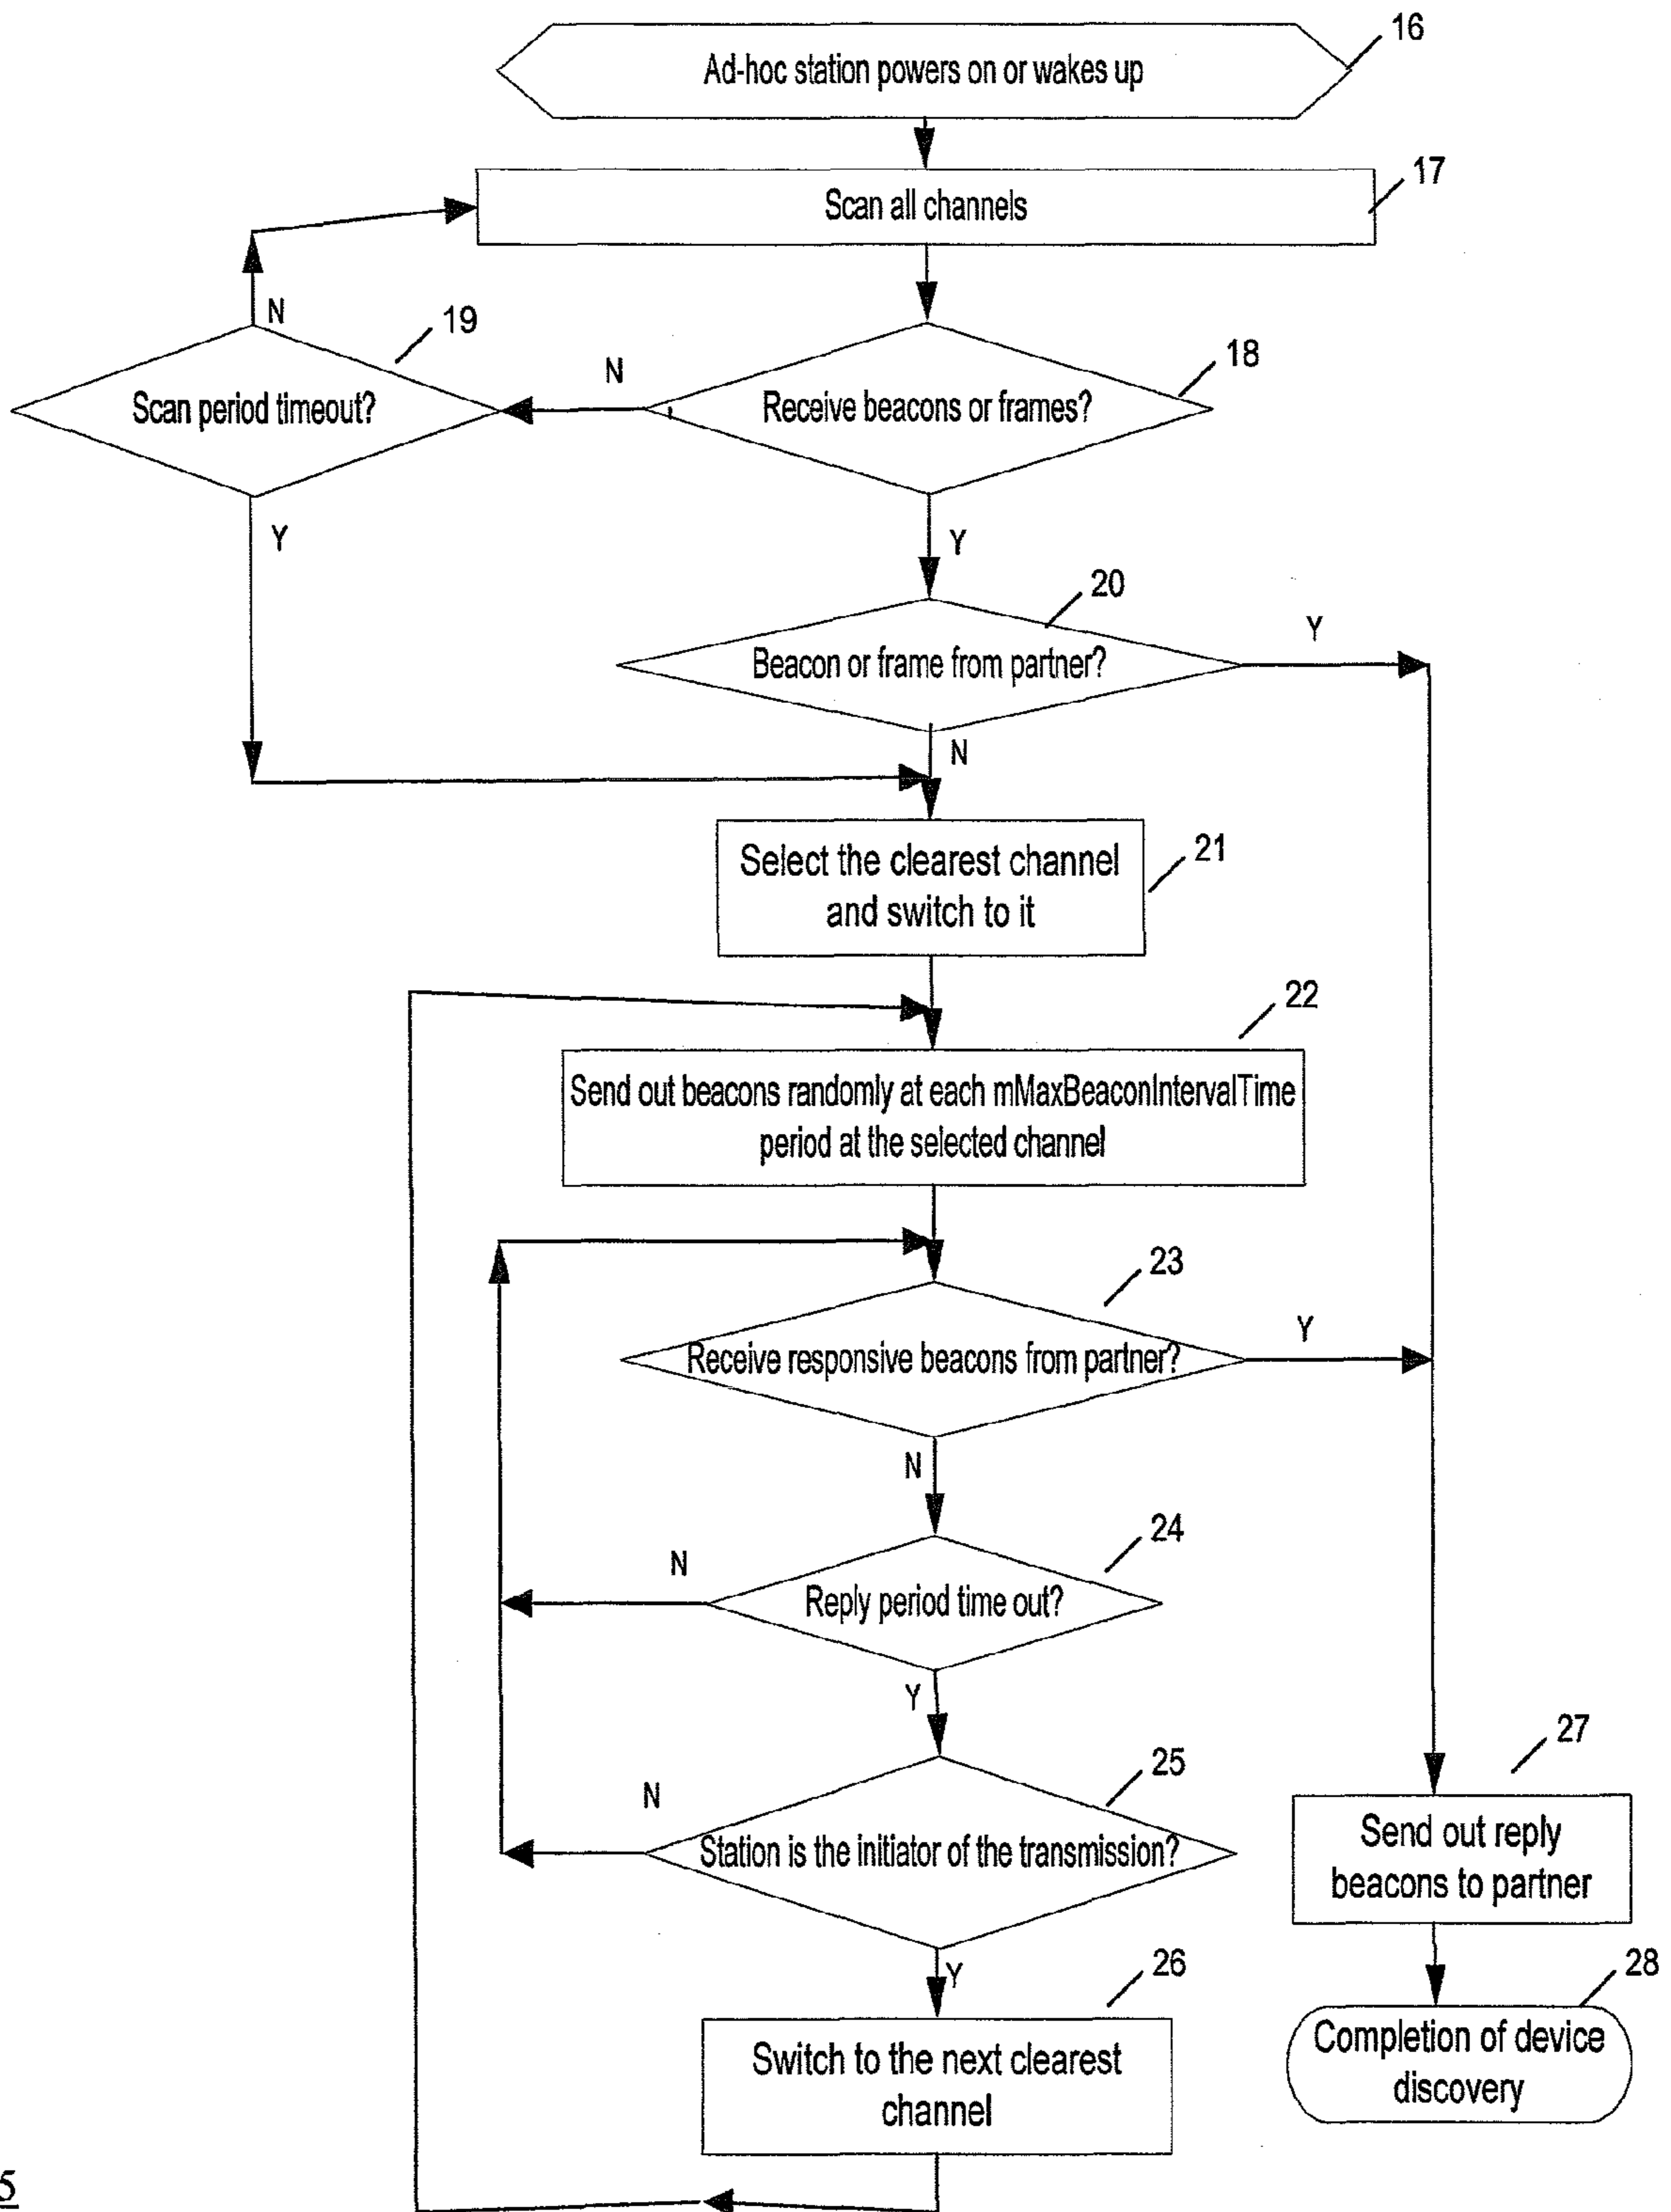 16
Ad-hoc station powers on or wakes up
17
Scan all channels
N
19
N
18
Scan period timeout?
Receive beacons or frames?
Y
Y
20
Y
Beacon or frame from partner?
N
Select the clearest channel
and switch to it
21
22
Send out beacons randomly at each mMaxBeaconIntervalTime
period at the selected channel
23
Y
Receive responsive beacons from partner?
N
24
N
Reply period time out?
Y
27
25
N
Station is the initiator of the transmission?
Send out reply
beacons to partner
Y
26
28
Switch to the next clearest
channel
Completion of device
discovery
5